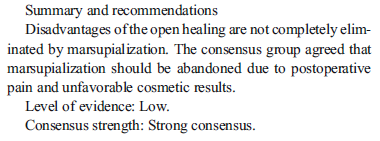 Summary and recommendations
Disadvantages of the open healing are not completely elim-
inated by marsupialization. The consensus group agreed that
marsupialization should be abandoned due to postoperative
pain and unfavorable cosmetic results.
Level of evidence: Low.
Consensus strength: Strong consensus.